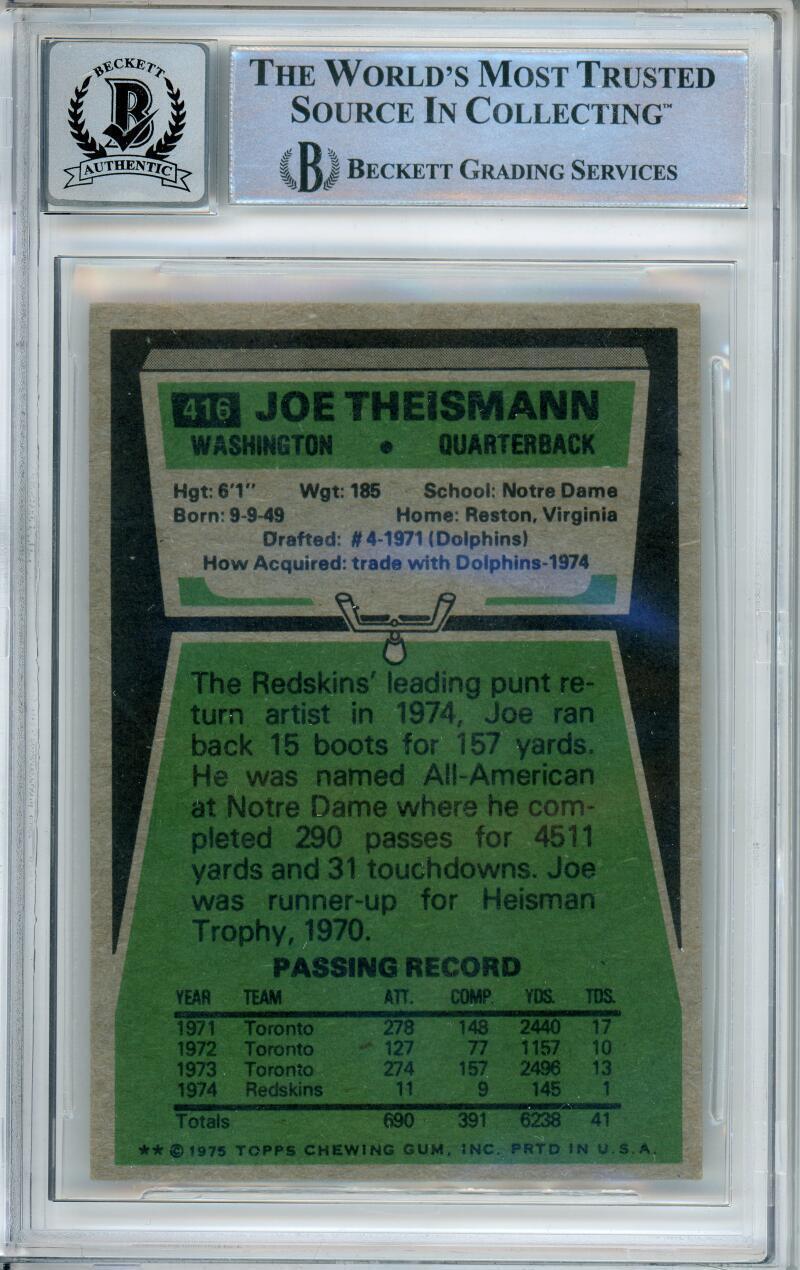 BECKETT
B
AUTHENTIC
THE WORLD'S MOST TRUSTED
SOURCE IN COLLECTING™
B BECKETT GRADING SERVICES
416 JOE THEISMANN
WASHINGTON • QUARTERBACK
Hgt: 6'1" Wgt: 185 School: Notre Dame
Born: 9-9-49 Home: Reston, Virginia
Drafted: #4-1971 (Dolphins)
How Acquired: trade with Dolphins-1974
The Redskins' leading punt re-
turn artist in 1974, Joe ran
back 15 boots for 157 yards.
He was named All-American
at Notre Dame where he com-
pleted 290 passes for 4511
yards and 31 touchdowns. Joe
was runner-up for Heisman
Trophy, 1970.
PASSING RECORD
YEAR TEAM ATT. COMP. YDS. TDS.
1971 Toronto 278 148 2440 17
1972 Toronto 127 77 1157 10
1973 Toronto 274 157 2496 13
1974 Redskins 11 9 145 1
Totals 690 391 6238 41
** © 1975 TOPPS CHEWING GUM, INC. PRTD IN U.S.A.